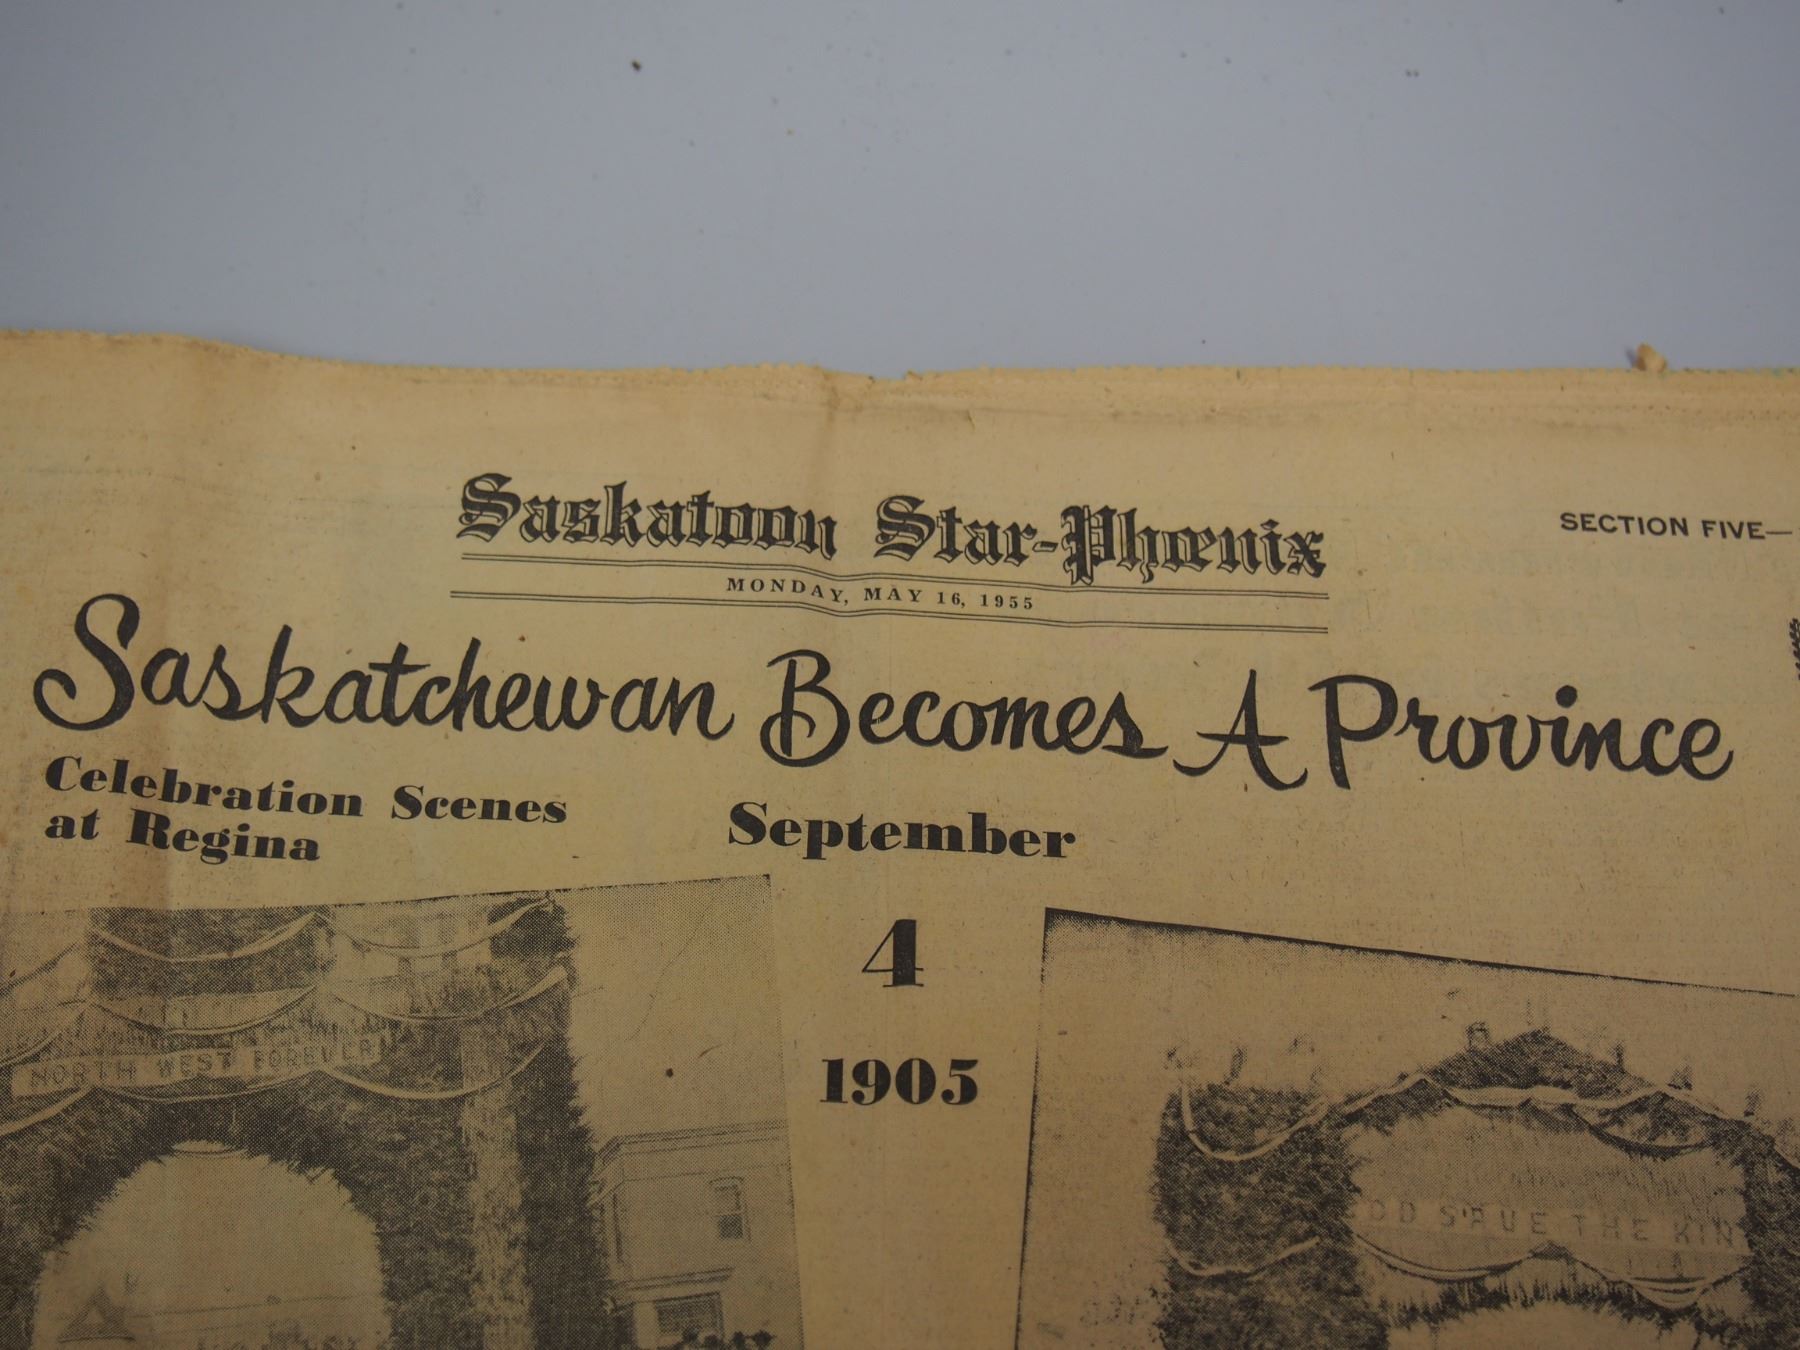 Saskatoon Star-Phœnix
SECTION FIVE—
MONDAY, MAY 16, 1955
Saskatchewan Becomes A Province
Celebration Scenes
at Regina
September
4
1905
NORTH WEST FOREVER
OD SAVE THE KIN